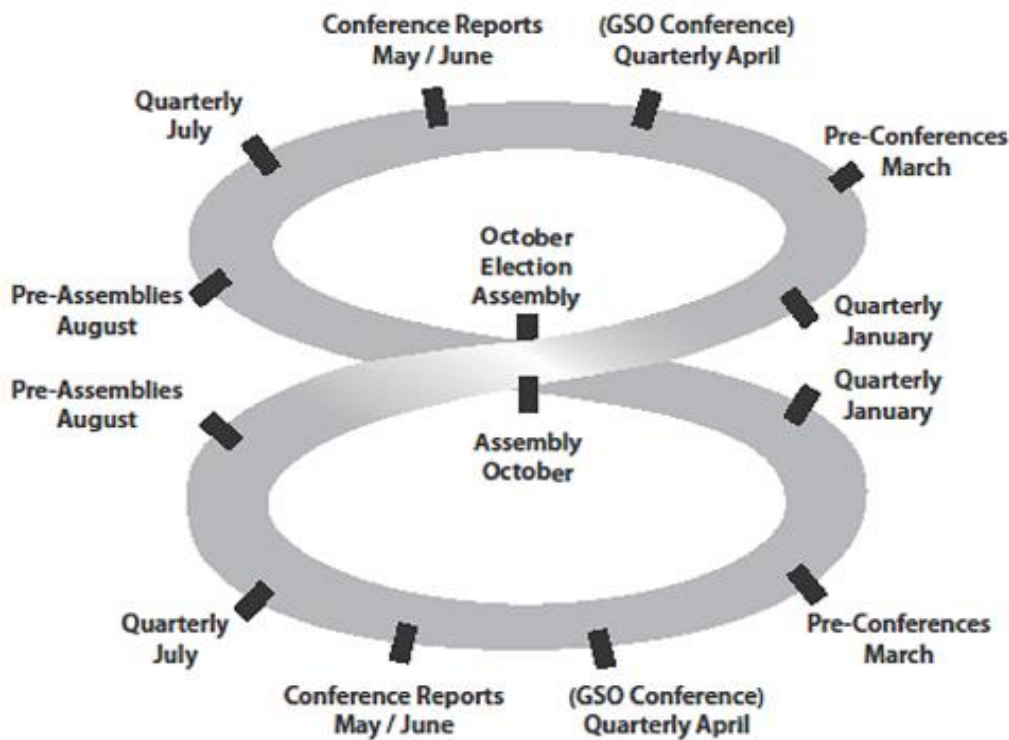 Conference Reports
May / June
(GSO Conference)
Quarterly April
Quarterly
July
Pre-Conferences
March
October
Election
Assembly
Pre-Assemblies
August
Quarterly
January
Pre-Assemblies
August
Quarterly
January
Assembly
October
Quarterly
July
Pre-Conferences
March
Conference Reports
May / June
(GSO Conference)
Quarterly April